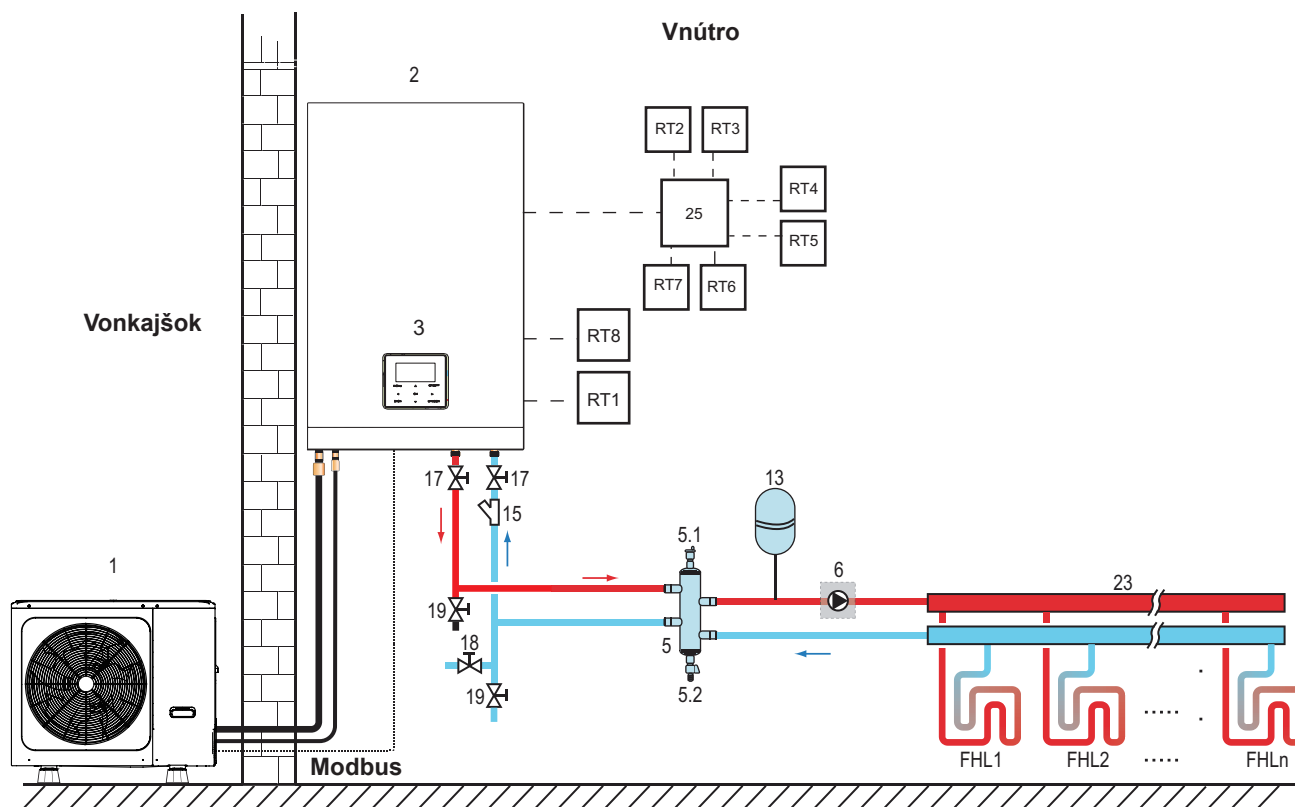 Vnútro
2
RT2
RT3
RT4
25
RT5
RT7
RT6
Vonkajšok
3
RT8
RT1
17
17
15
13
5.1
1
6
23
19
18
5
19
5.2
FHL1
FHL2
FHLn
Modbus